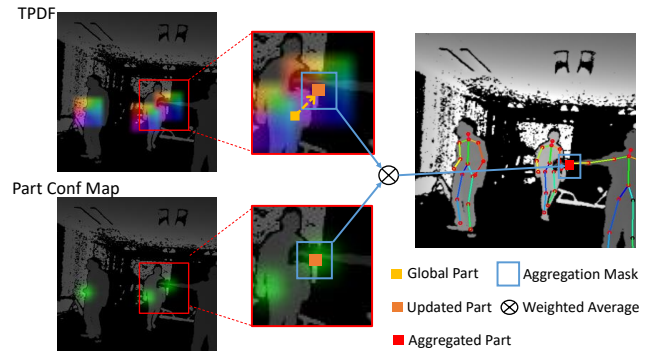 TPDF
Part Conf Map
Global Part
Aggregation Mask
Updated Part
Weighted Average
Aggregated Part